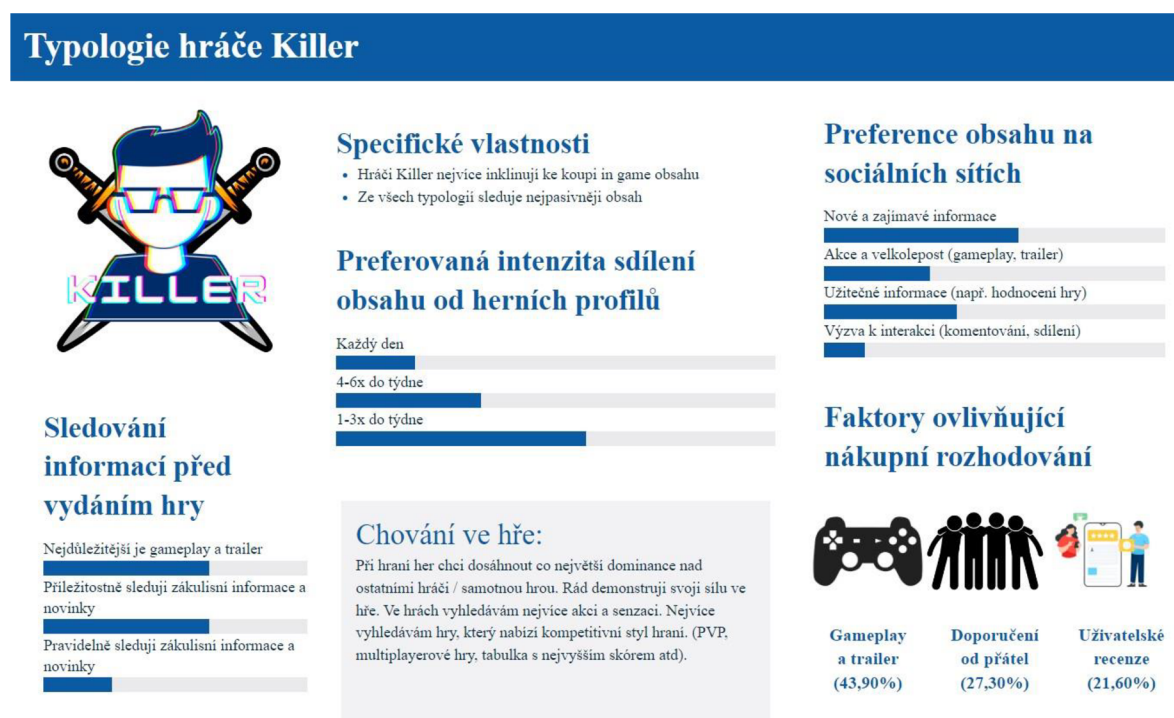 Typologie hráče Killer
KILLER
Specifické vlastnosti
Hráči Killer nejvíce inklinují ke koupi in game obsahu
Ze všech typologií sleduje nejpasivněji obsah
Preferovaná intenzita sdílení
obsahu od herních profilů
Každý den
4-6x do týdne
1-3x do týdne
Preference obsahu na
sociálních sítích
Nové a zajímavé informace
Akce a velkolepost (gameplay, trailer)
Užitečné informace (např. hodnocení hry)
Výzva k interakci (komentování, sdílení)
Sledování
informací před
vydáním hry
Nejdůležitější je gameplay a trailer
Příležitostně sleduji zákulisní informace a
novinky
Pravidelně sleduji zákulisní informace a
novinky
Chování ve hře:
Při hraní her chci dosáhnout co největší dominance nad
ostatními hráči / samotnou hrou. Rád demonstruji svoji sílu ve
hře. Ve hrách vyhledávám nejvíce akci a senzaci. Nejvíce
vyhledávám hry, který nabízí kompetitivní styl hraní. (PVP,
multiplayerové hry, tabulka s nejvyšším skórem atd).
Faktory ovlivňující
nákupní rozhodování
Gameplay
a trailer
(43,90%)
Doporučení
od přátel
(27,30%)
Uživatelské
recenze
(21,60%)